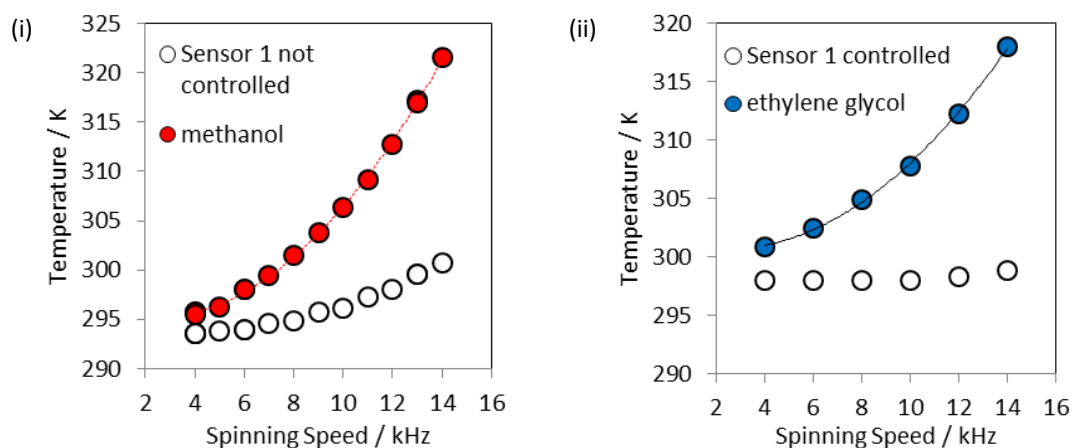 (i)
325
320
315
310
305
300
295
290
Temperature / K
Sensor 1 not
controlled
methanol
2 4 6 8 10 12 14 16
Spinning Speed / kHz
(ii)
320
315
310
305
300
295
290
Temperature / K
Sensor 1 controlled
ethylene glycol
2 4 6 8 10 12 14 16
Spinning Speed / kHz